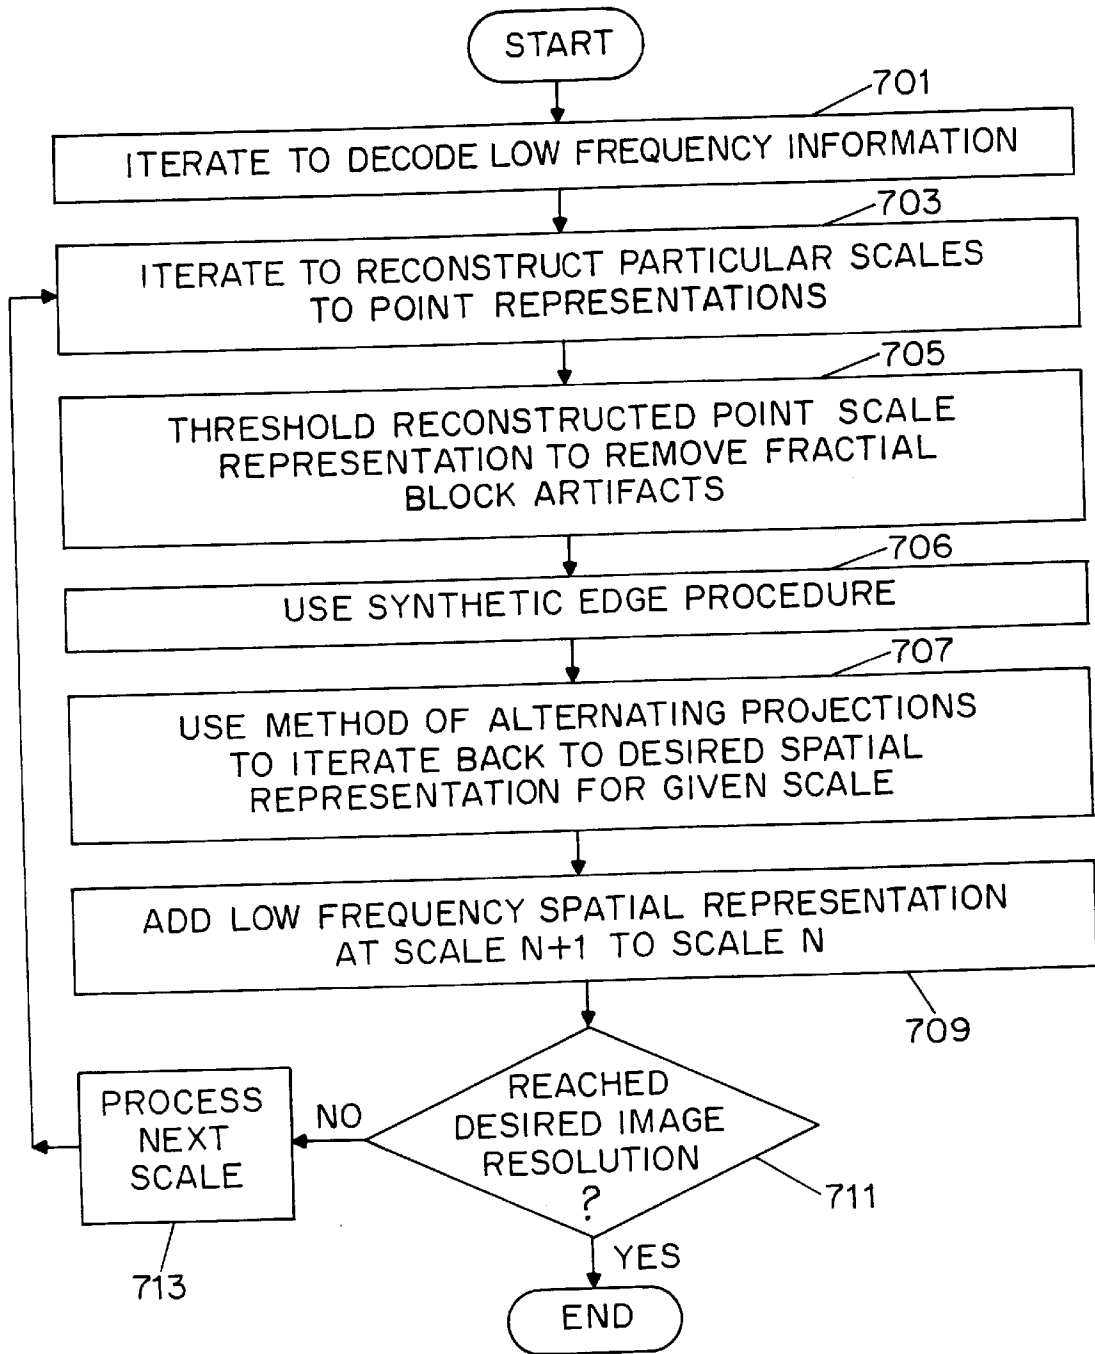 START
701
ITERATE TO DECODE LOW FREQUENCY INFORMATION
703
ITERATE TO RECONSTRUCT PARTICULAR SCALES
TO POINT REPRESENTATIONS
705
THRESHOLD RECONSTRUCTED POINT SCALE
REPRESENTATION TO REMOVE FRACTIAL
BLOCK ARTIFACTS
706
USE SYNTHETIC EDGE PROCEDURE
707
USE METHOD OF ALTERNATING PROJECTIONS
TO ITERATE BACK TO DESIRED SPATIAL
REPRESENTATION FOR GIVEN SCALE
ADD LOW FREQUENCY SPATIAL REPRESENTATION
AT SCALE N+1 TO SCALE N
709
REACHED
DESIRED IMAGE
RESOLUTION
?
711
NO
PROCESS
NEXT
SCALE
713
YES
END